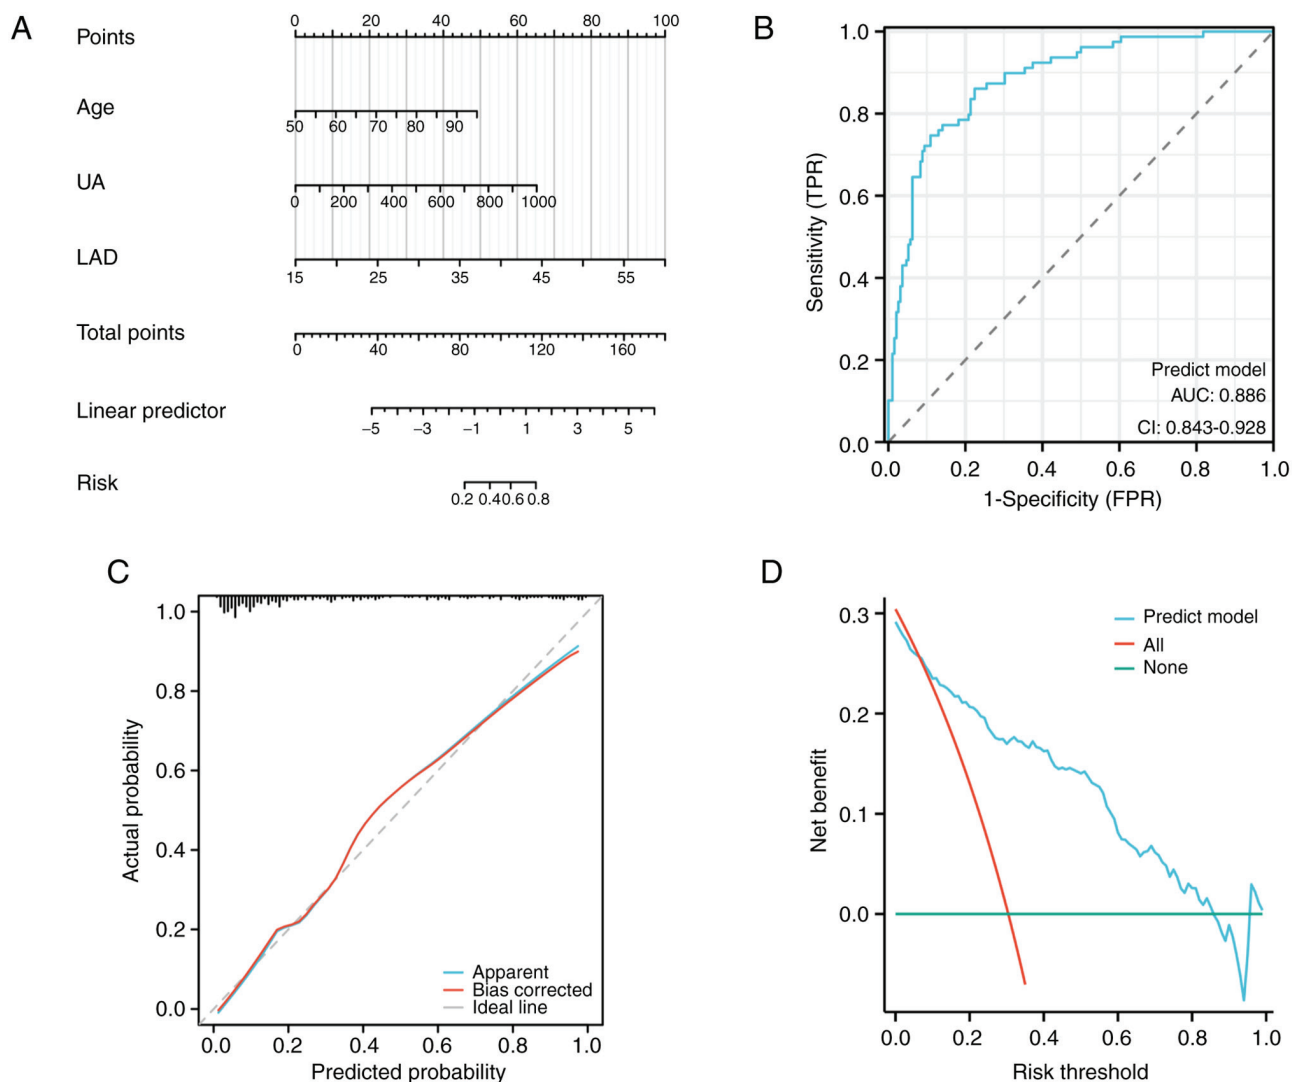 A
Points
0 20 40 60 80 100
Age
50 60 70 80 90
UA
0 200 400 600 800 1000
LAD
15 25 35 45 55
Total points
0 40 80 120 160
Linear predictor
−5 −3 −1 1 3 5
Risk
0.2 0.4 0.6 0.8
B
Sensitivity (TPR)
1.0
0.8
0.6
0.4
0.2
0.0
Predict model
AUC: 0.886
CI: 0.843-0.928
0.0 0.2 0.4 0.6 0.8 1.0
1-Specificity (FPR)
C
Actual probability
1.0
0.8
0.6
0.4
0.2
0.0
Apparent
Bias corrected
Ideal line
0.0 0.2 0.4 0.6 0.8 1.0
Predicted probability
D
Net benefit
0.3
0.2
0.1
0.0
Predict model
All
None
0.0 0.2 0.4 0.6 0.8 1.0
Risk threshold